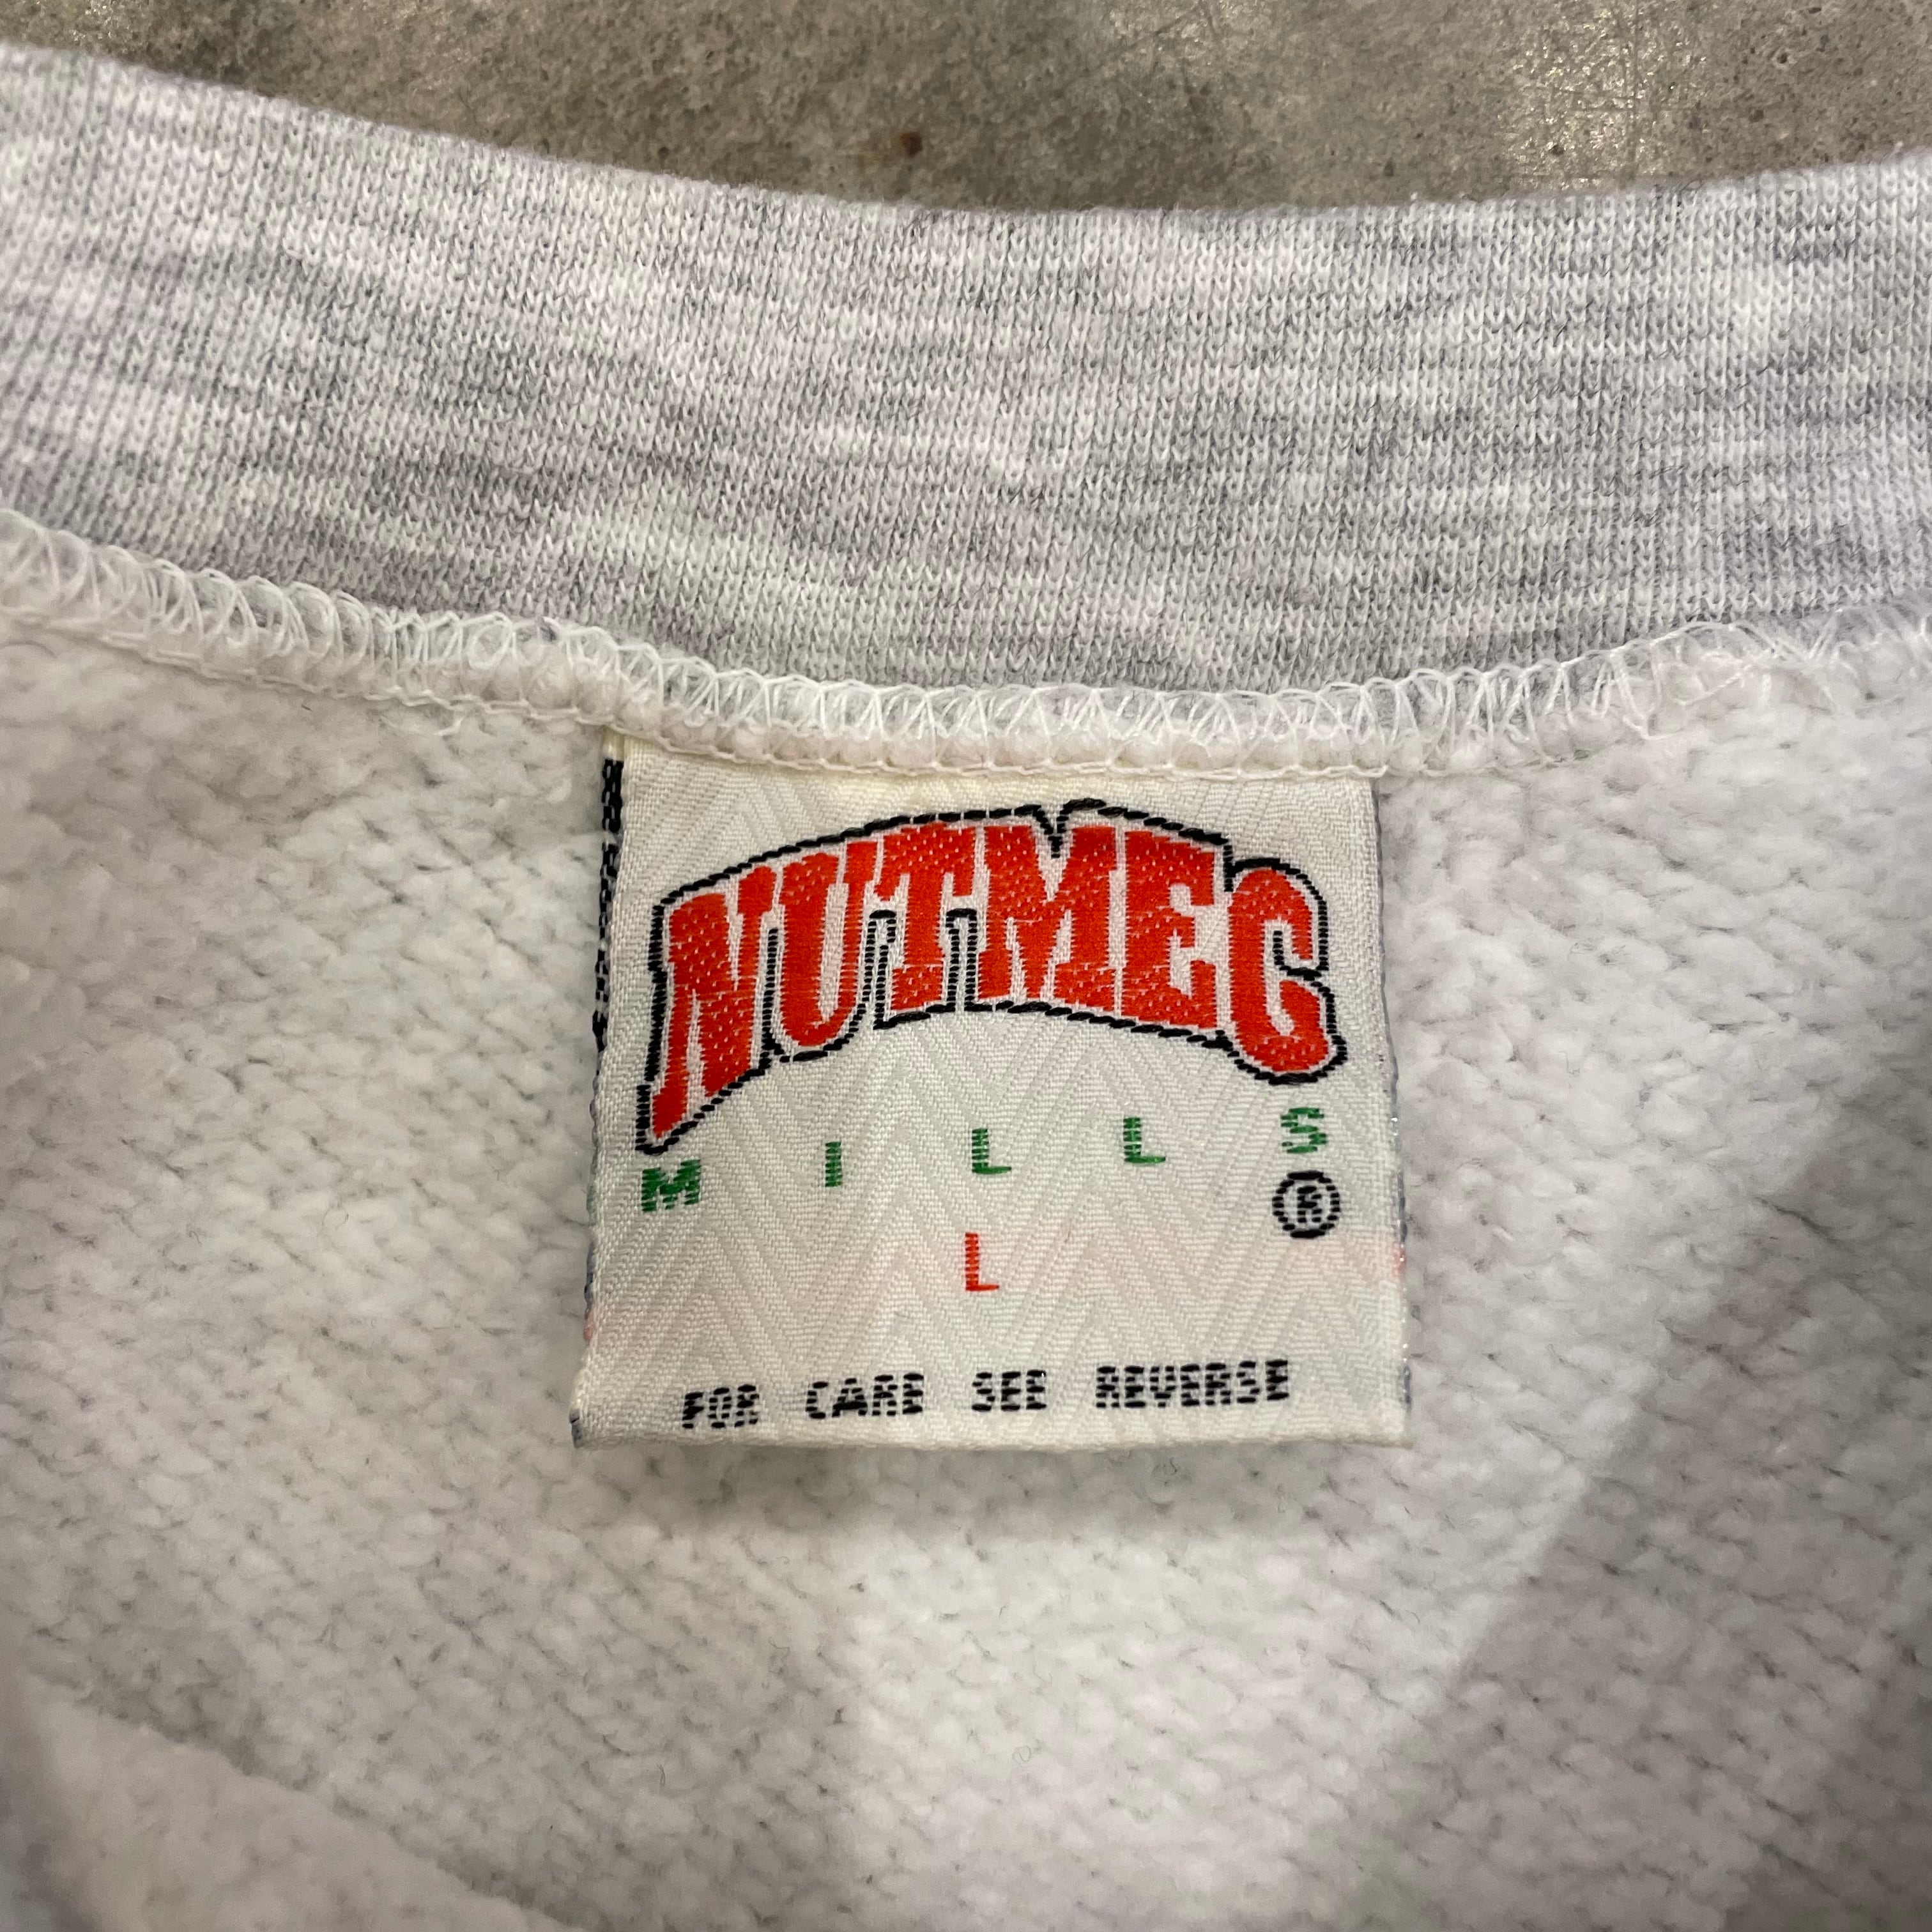 NUTMEG
MILLS
®
L
FOR CARE SEE REVERSE